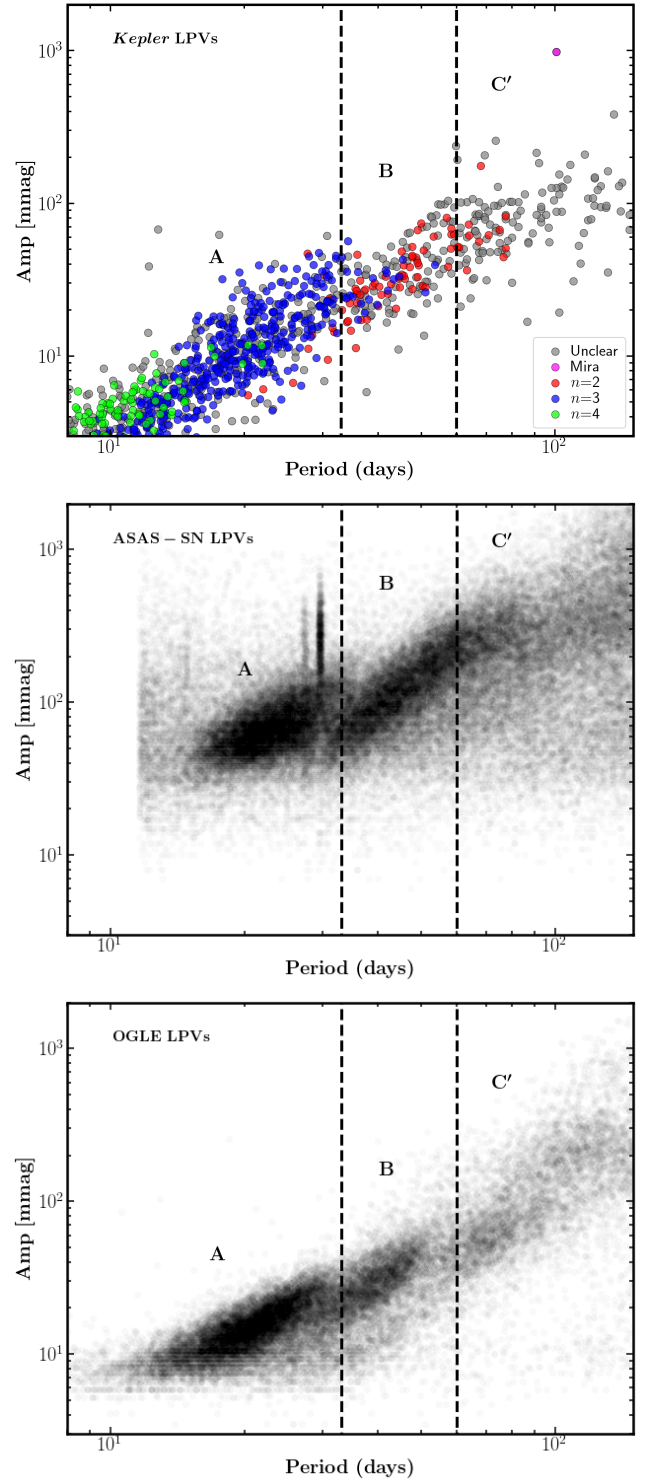 Kepler LPVs
A
B
C′
10³
10²
10¹
Amp [mmag]
Unclear
Mira
n=2
n=3
n=4
10¹
10²
Period (days)
ASAS − SN LPVs
A
B
C′
10³
10²
10¹
Amp [mmag]
10¹
10²
Period (days)
OGLE LPVs
A
B
C′
10³
10²
10¹
Amp [mmag]
10¹
10²
Period (days)